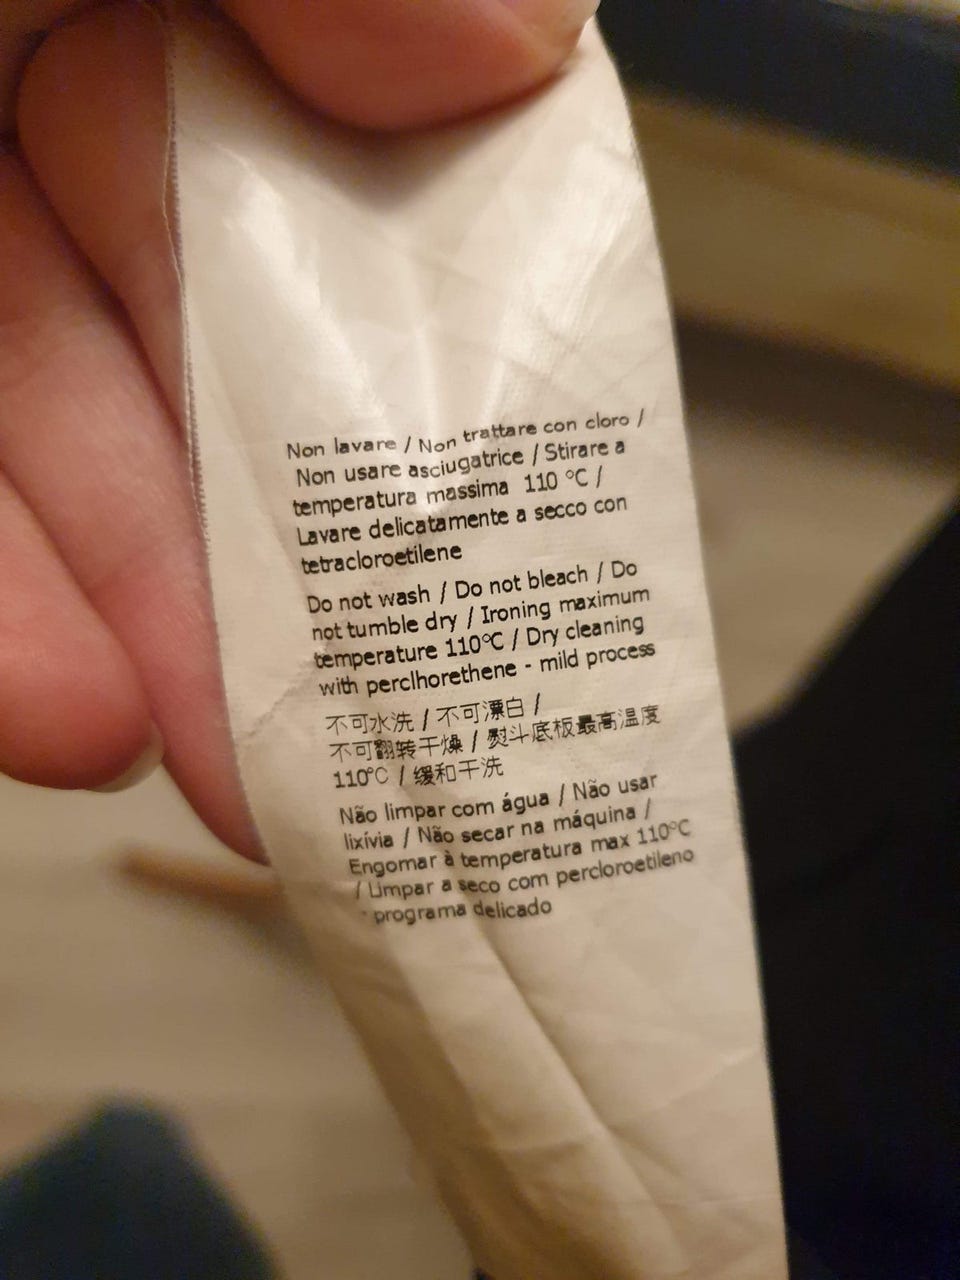 Non lavare / Non trattare con cloro /
Non usare asciugatrice / Stirare a
temperatura massima 110 °C /
Lavare delicatamente a secco con
tetracloroetilene
Do not wash / Do not bleach / Do
not tumble dry / Ironing maximum
temperature 110°C / Dry cleaning
with perclhorethene - mild process
不可水洗 / 不可漂白 /
不可翻转干燥 / 熨斗底板最高温度
110°C / 缓和干洗
Não limpar com água / Não usar
lixívia / Não secar na máquina /
Engomar à temperatura max 110°C
/ Limpar a seco com percloroetileno
- programa delicado